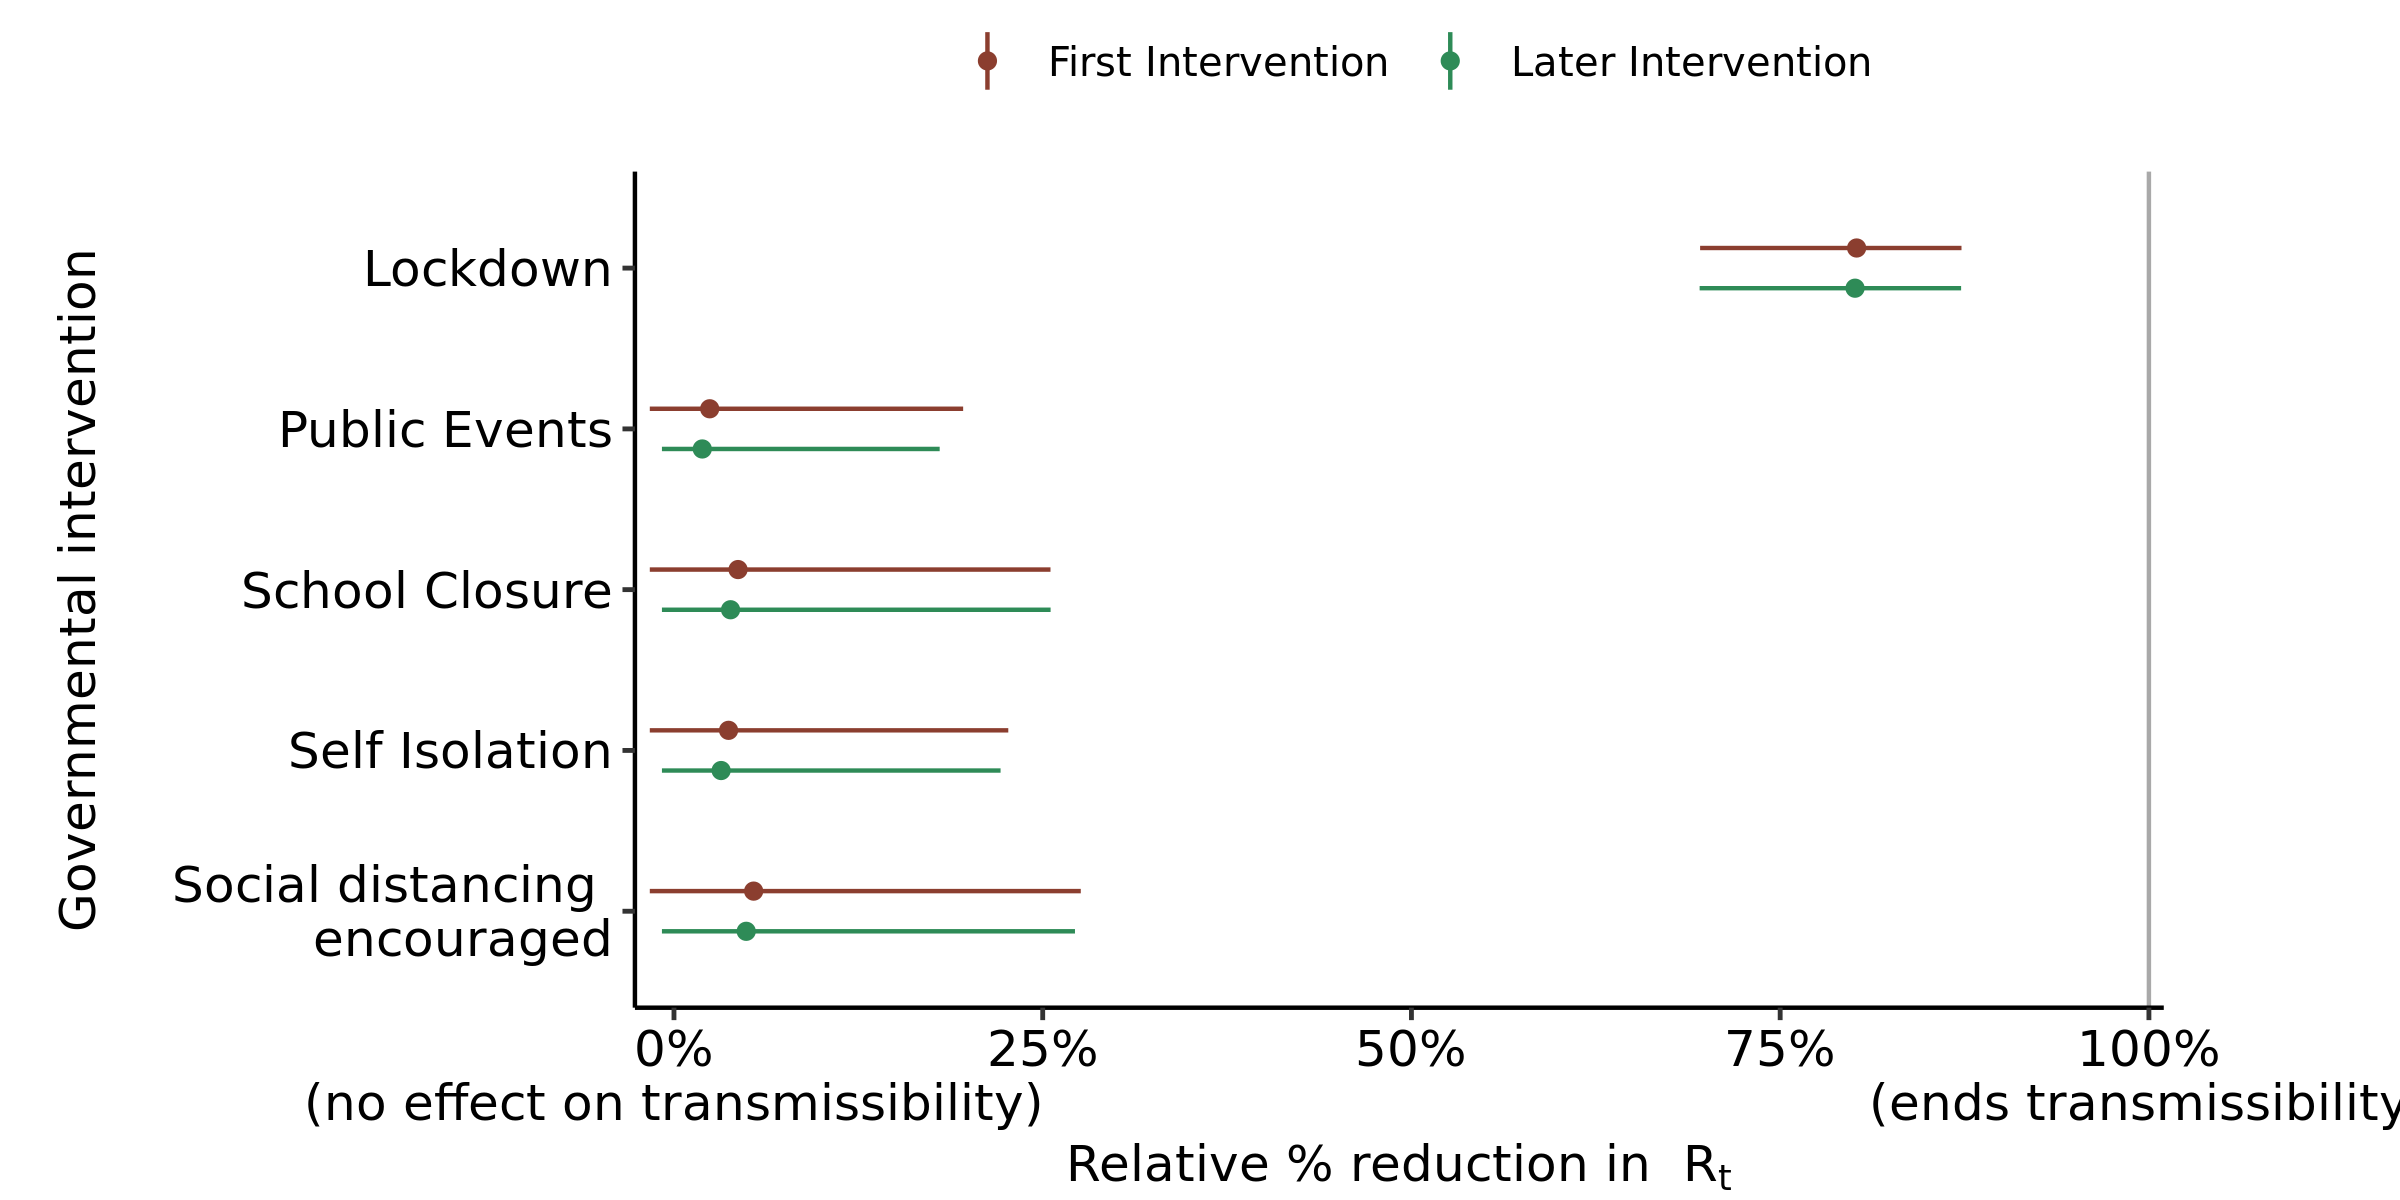 First Intervention Later Intervention
Governmental intervention
Lockdown
Public Events
School Closure
Self Isolation
Social distancing
encouraged
0% 25% 50% 75% 100%
(no effect on transmissibility) (ends transmissibility
Relative % reduction in Rt